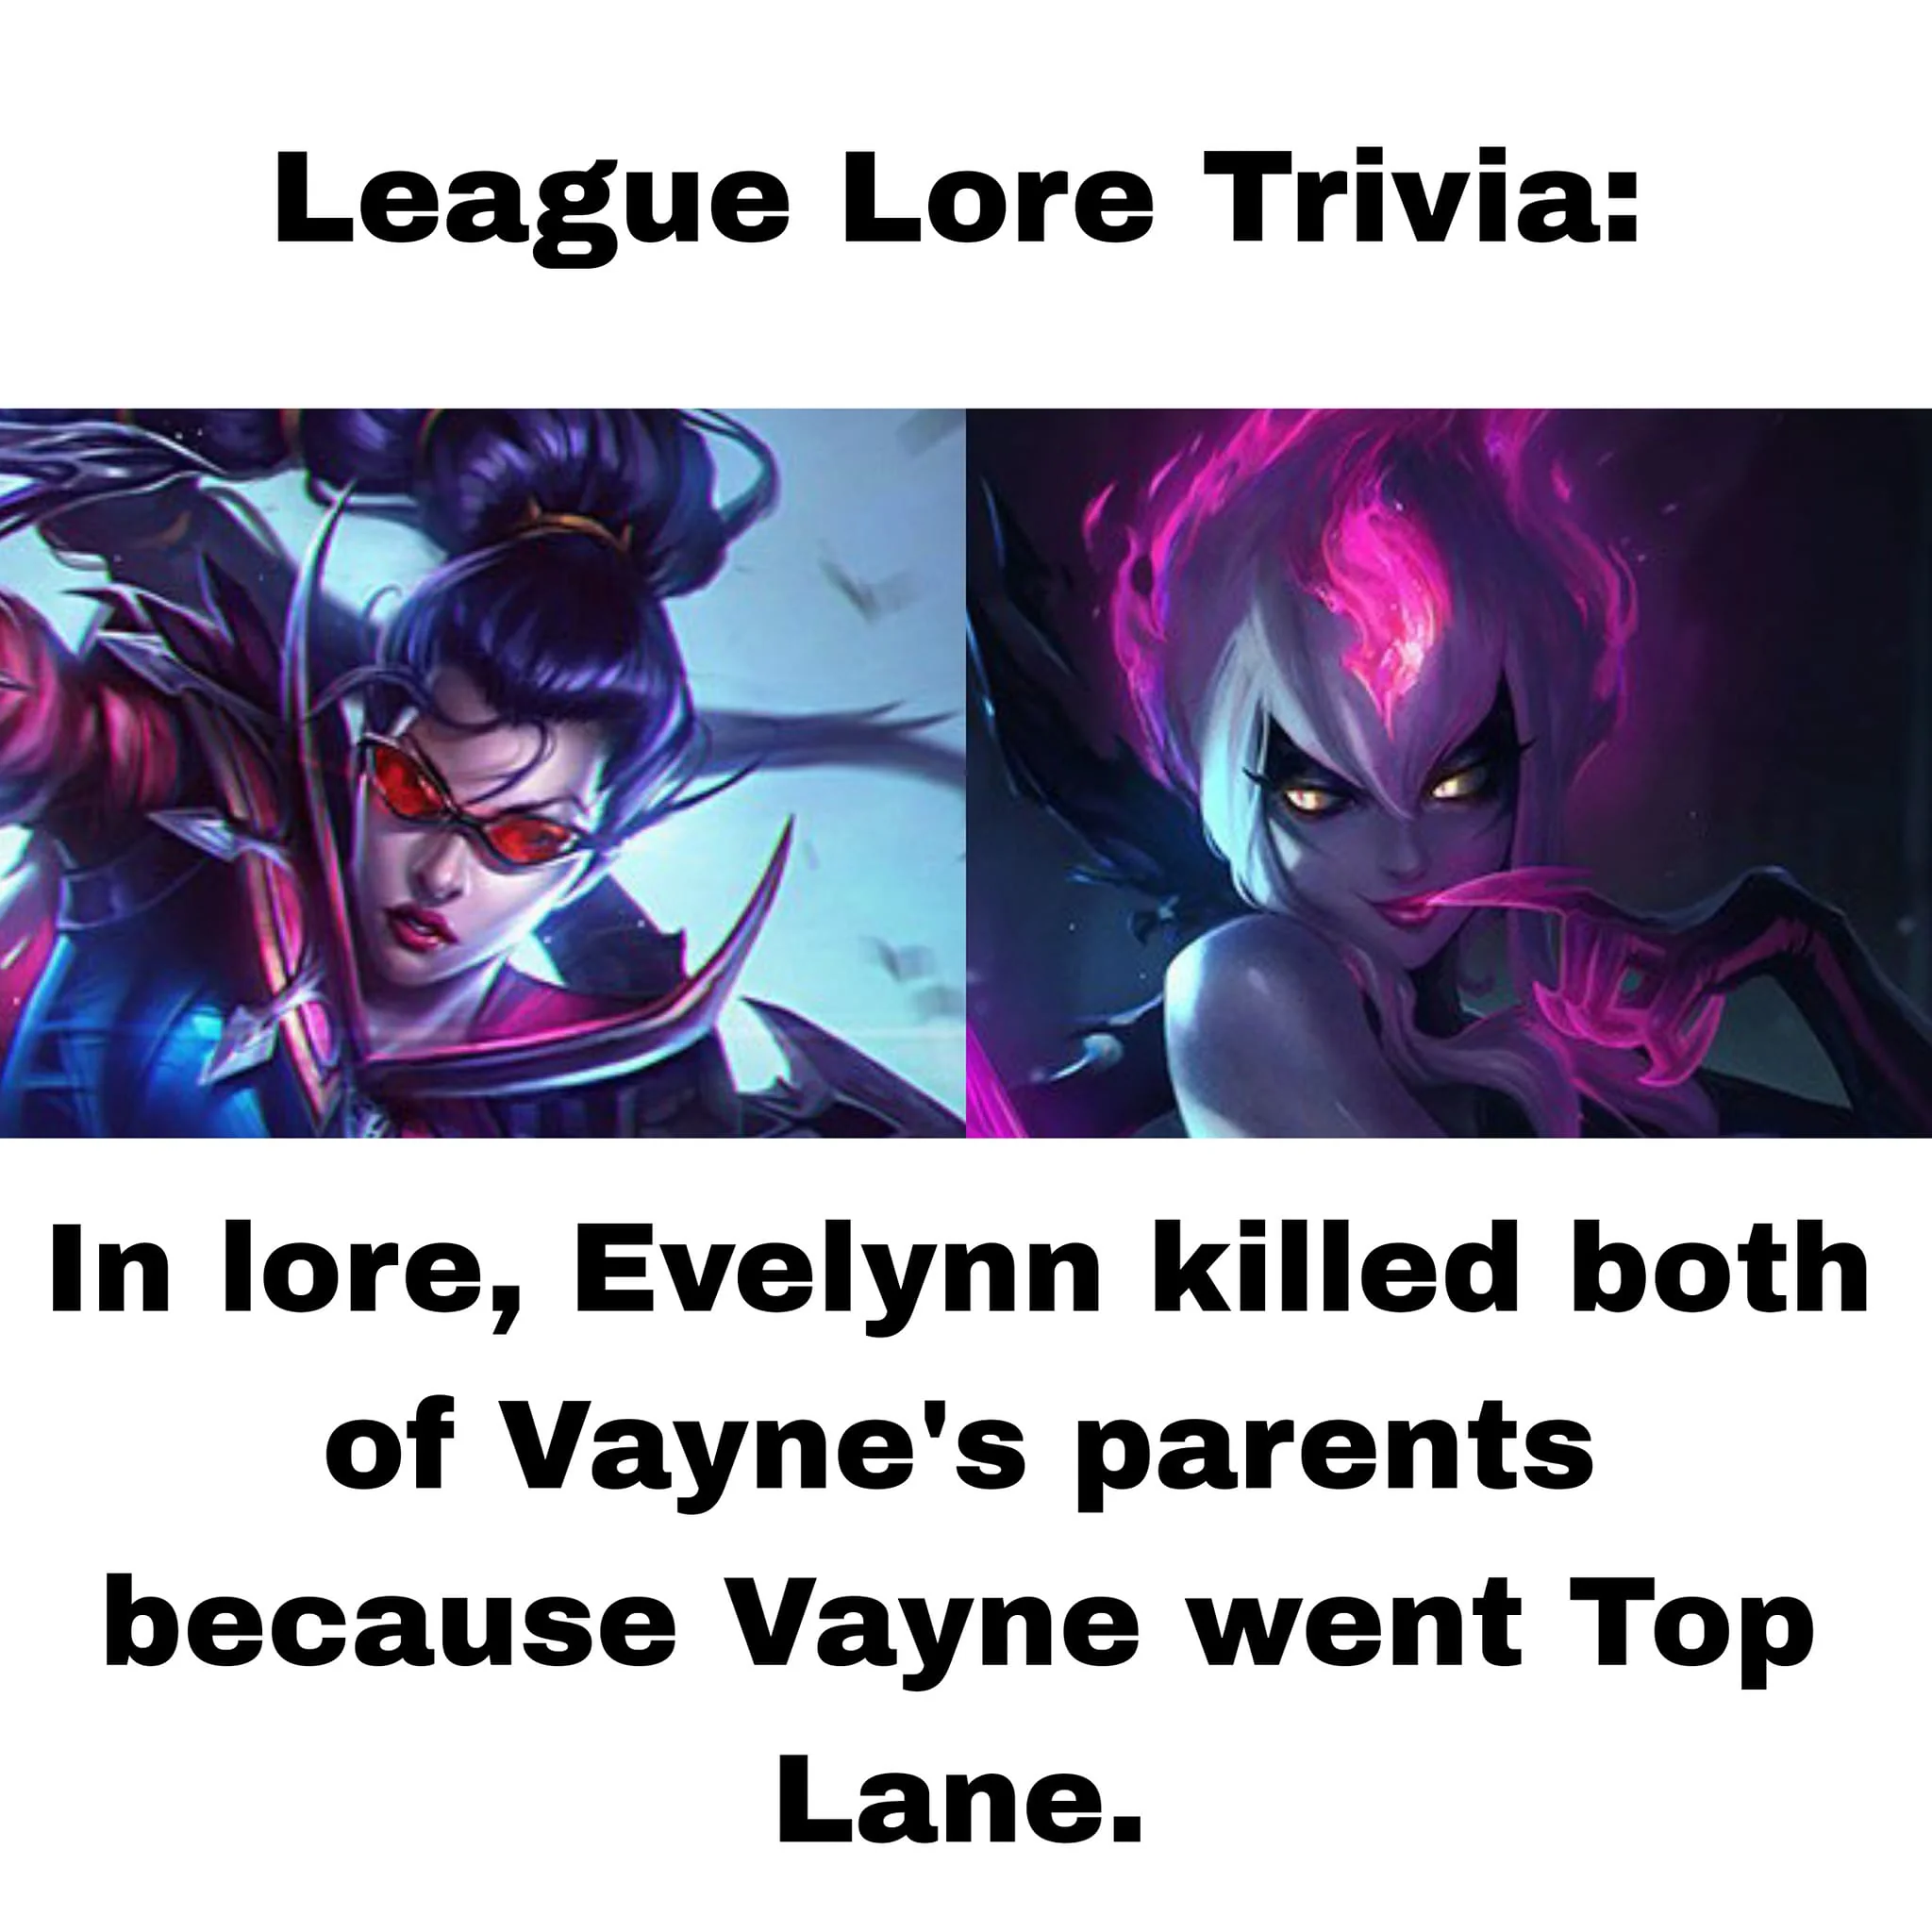 League Lore Trivia:
In lore, Evelynn killed both
of Vayne's parents
because Vayne went Top
Lane.